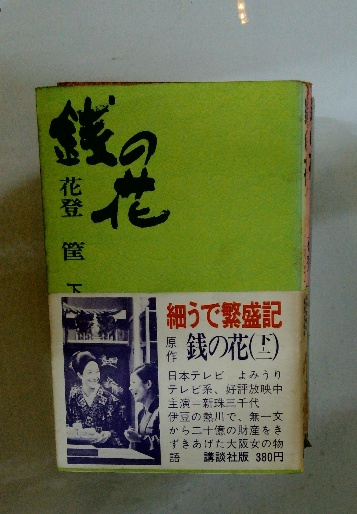 銭の花
花登 筐 下
細うで繁盛記
原作 銭の花(下)
日本テレビ よみうり
テレビ系、好評放映中
主演=新珠三千代
伊豆の熱川で、無一文
から二十億の財産をき
ずきあげた大阪女の物
語 講談社版 380円